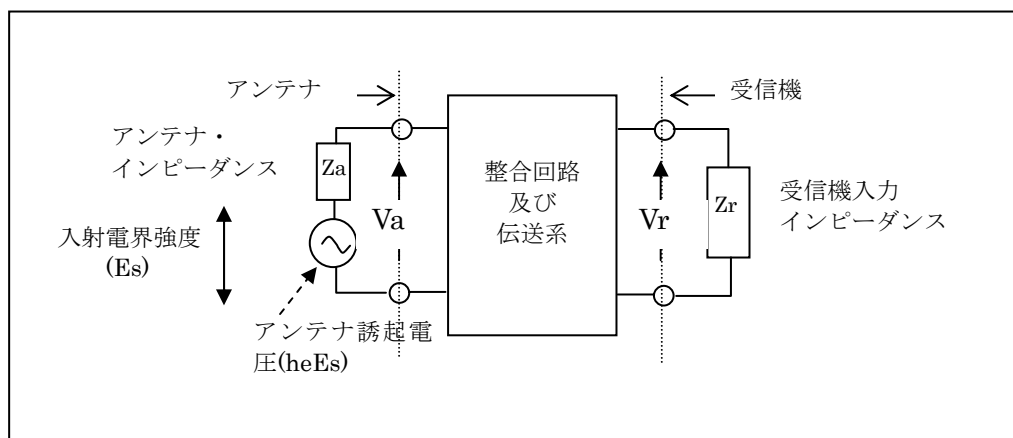 アンテナ
受信機
アンテナ・
インピーダンス
Za
入射電界強度
(Es)
Va
整合回路
及び
伝送系
Vr
Zr
受信機入力
インピーダンス
アンテナ誘起電
圧(heEs)